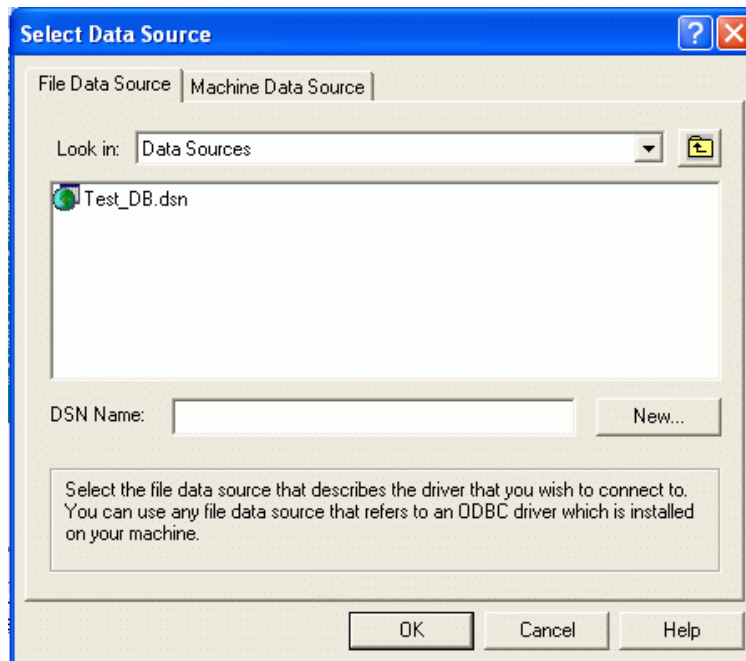 Select Data Source
File Data Source
Machine Data Source
Look in:
Data Sources
Test_DB.dsn
DSN Name:
New...
Select the file data source that describes the driver that you wish to connect to.
You can use any file data source that refers to an ODBC driver which is installed
on your machine.
OK
Cancel
Help